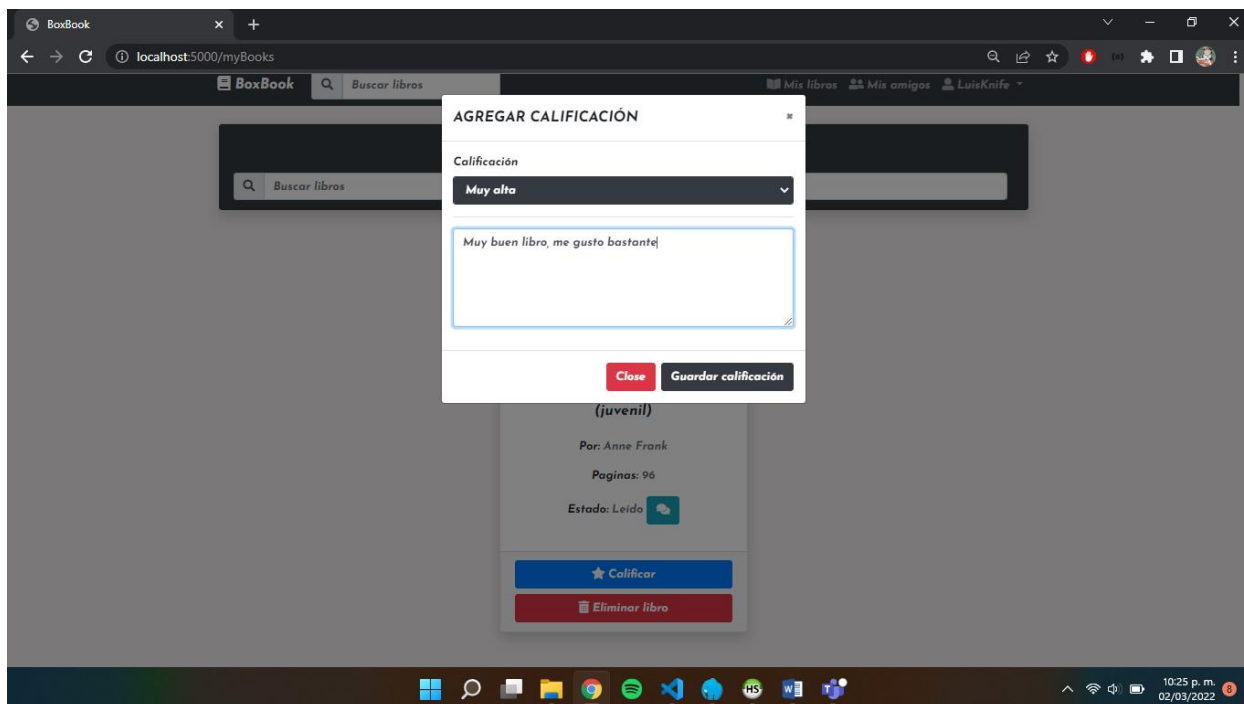 BoxBook
localhost:5000/myBooks
BoxBook
Buscar libros
Mis libros
Mis amigos
LuisKnife
AGREGAR CALIFICACIÓN
Calificación
Muy alta
Buscar libros
Muy buen libro, me gusto bastante
Close
Guardar calificación
(juvenil)
Por: Anne Frank
Paginas: 96
Estado: Leído
Calificar
Eliminar libro
HS
10:25 p. m.
02/03/2022
8